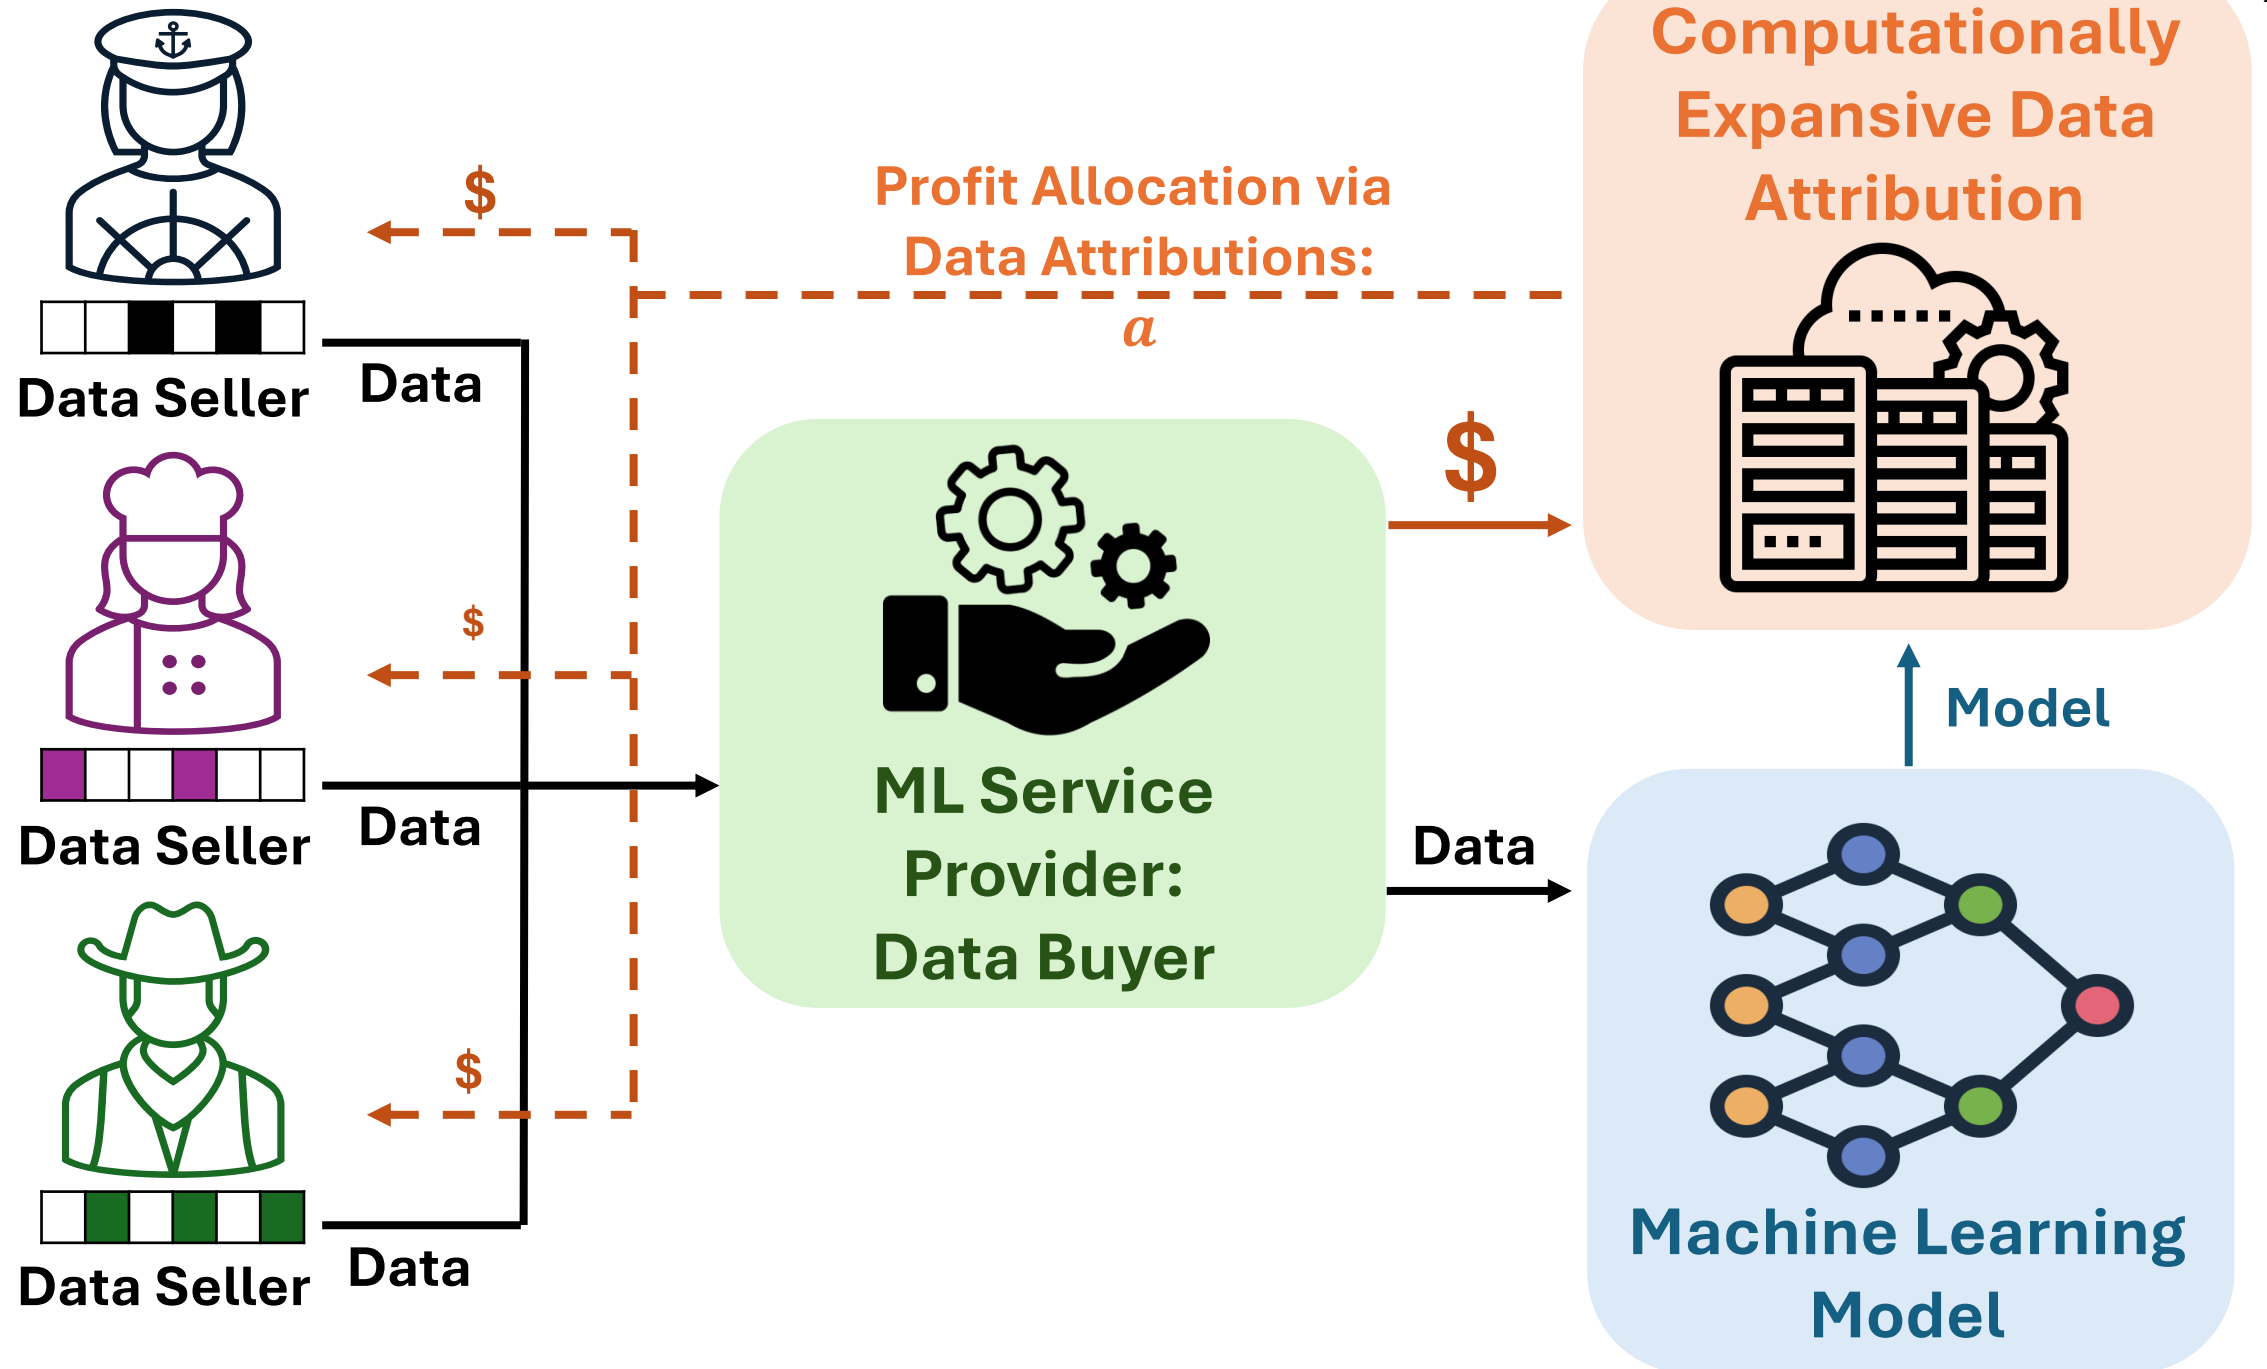 Computationally
Expansive Data
Attribution
Profit Allocation via
Data Attributions:
a
$
$
$
$
Data Seller
Data
Data Seller
Data
Data Seller
Data
ML Service
Provider:
Data Buyer
Data
Model
Machine Learning
Model